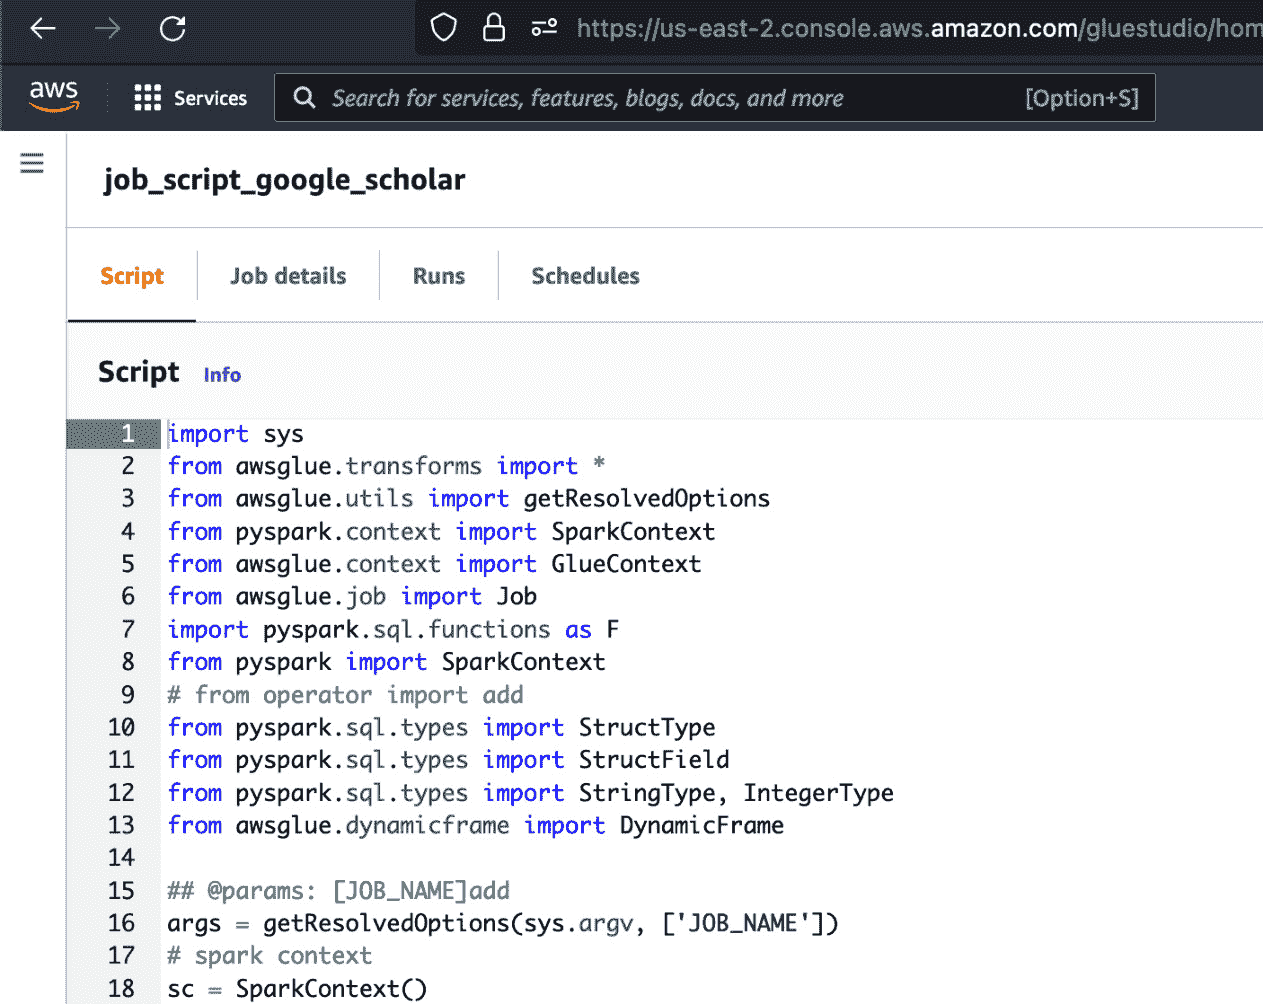 https://us-east-2.console.aws.amazon.com/gluestudio/hom
aws Services Search for services, features, blogs, docs, and more [Option+S]
job_script_google_scholar
Script Job details Runs Schedules
Script Info
1 import sys
2 from awsglue.transforms import *
3 from awsglue.utils import getResolvedOptions
4 from pyspark.context import SparkContext
5 from awsglue.context import GlueContext
6 from awsglue.job import Job
7 import pyspark.sql.functions as F
8 from pyspark import SparkContext
9 # from operator import add
10 from pyspark.sql.types import StructType
11 from pyspark.sql.types import StructField
12 from pyspark.sql.types import StringType, IntegerType
13 from awsglue.dynamicframe import DynamicFrame
14
15 ## @params: [JOB_NAME]add
16 args = getResolvedOptions(sys.argv, ['JOB_NAME'])
17 # spark context
18 sc = SparkContext()